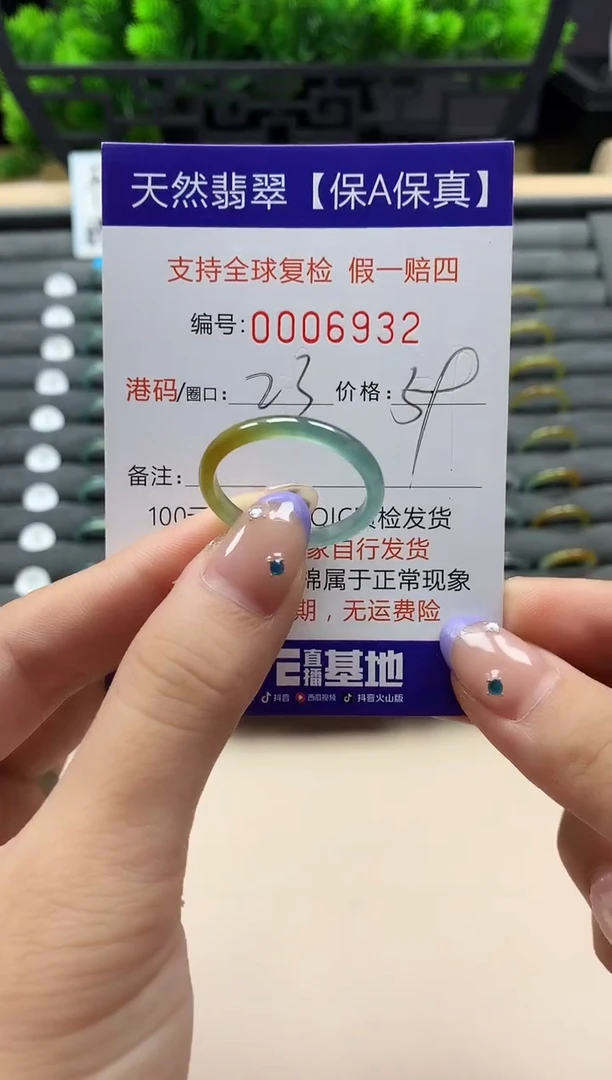 天然翡翠【保A保真】
支持全球复检 假一赔四
编号:0006932
港码/圈口: 23 价格: 59
备注:
100 质检发货
家自行发货
棉属于正常现象
期，无运费险
直播基地
抖音 西瓜视频 抖音火山版